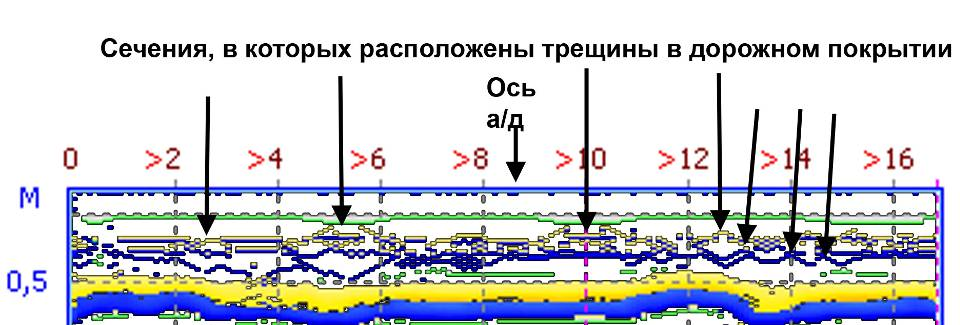 Сечения, в которых расположены трещины в дорожном покрытии
Ось
а/д
0 >2 >4 >6 >8 >10 >12 >14 >16
М
0,5